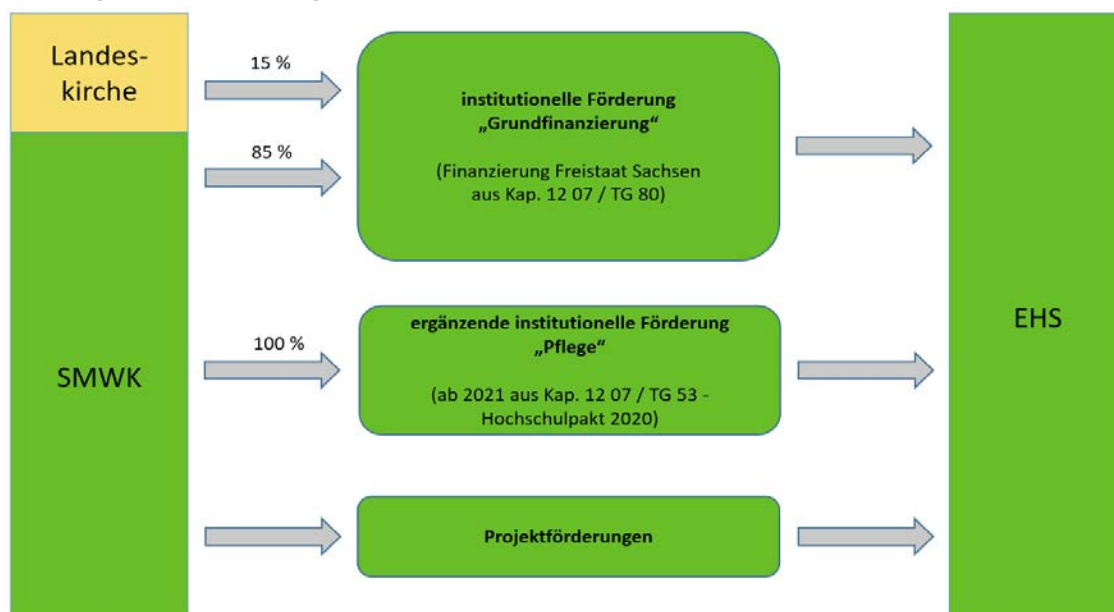 Landes-
kirche
15 %
85 %
institutionelle Förderung
„Grundfinanzierung“
(Finanzierung Freistaat Sachsen
aus Kap. 12 07 / TG 80)
SMWK
100 %
ergänzende institutionelle Förderung
„Pflege“
(ab 2021 aus Kap. 12 07 / TG 53 -
Hochschulpakt 2020)
Projektförderungen
EHS